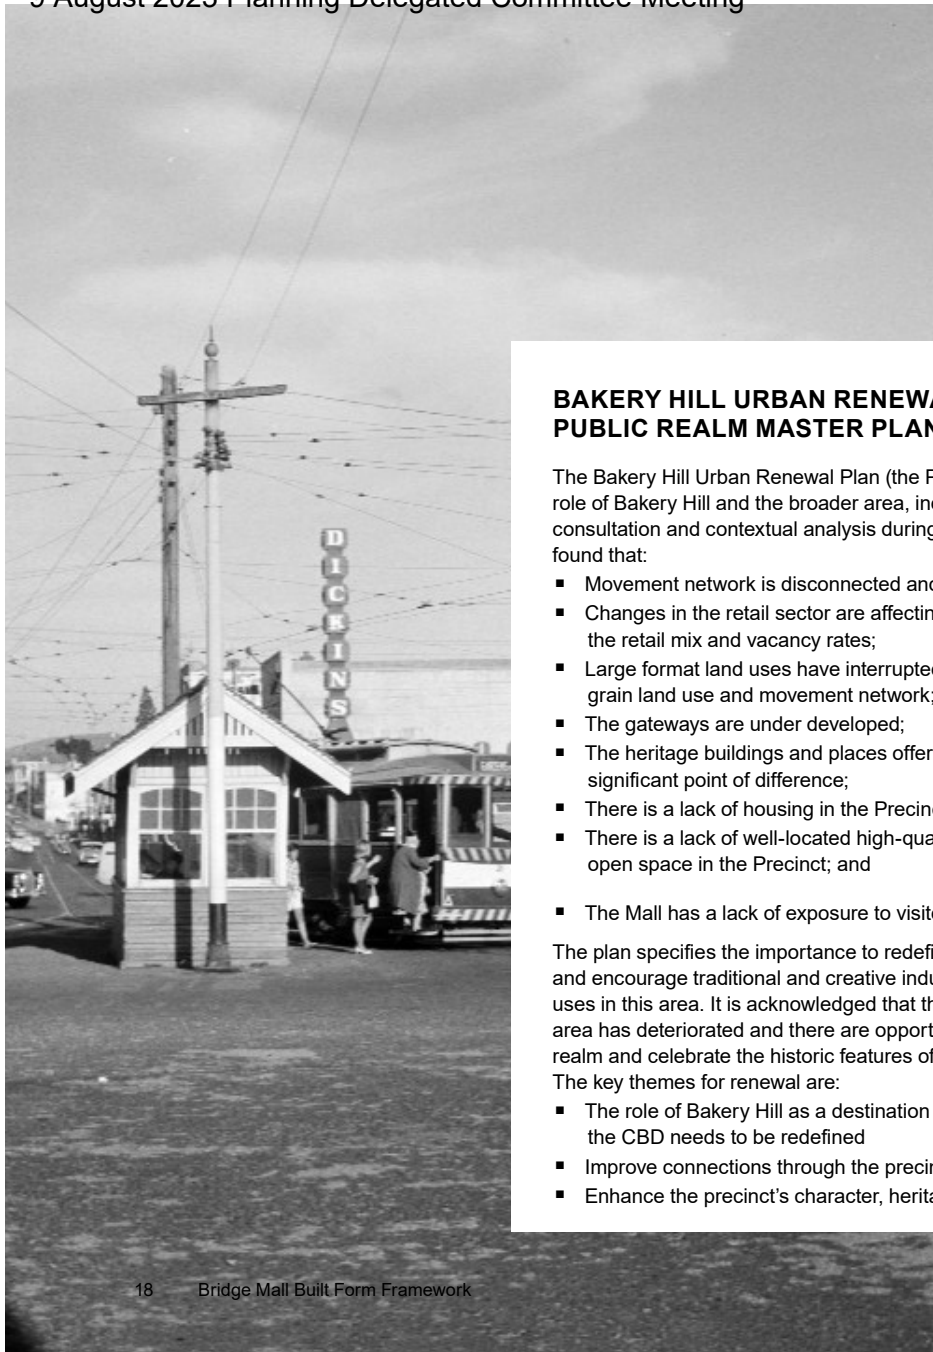 9 August 2023 Planning Delegated Committee Meeting
DICKINS
BAKERY HILL URBAN RENEWA
PUBLIC REALM MASTER PLAN
The Bakery Hill Urban Renewal Plan (the P
role of Bakery Hill and the broader area, inc
consultation and contextual analysis during
found that:
■ Movement network is disconnected and
■ Changes in the retail sector are affectin
the retail mix and vacancy rates;
■ Large format land uses have interrupted
grain land use and movement network;
■ The gateways are under developed;
■ The heritage buildings and places offer
significant point of difference;
■ There is a lack of housing in the Precinc
■ There is a lack of well-located high-qua
open space in the Precinct; and
■ The Mall has a lack of exposure to visito
The plan specifies the importance to redefi
and encourage traditional and creative indu
uses in this area. It is acknowledged that th
area has deteriorated and there are opport
realm and celebrate the historic features of
The key themes for renewal are:
■ The role of Bakery Hill as a destination
the CBD needs to be redefined
■ Improve connections through the precin
■ Enhance the precinct’s character, herita
18 Bridge Mall Built Form Framework